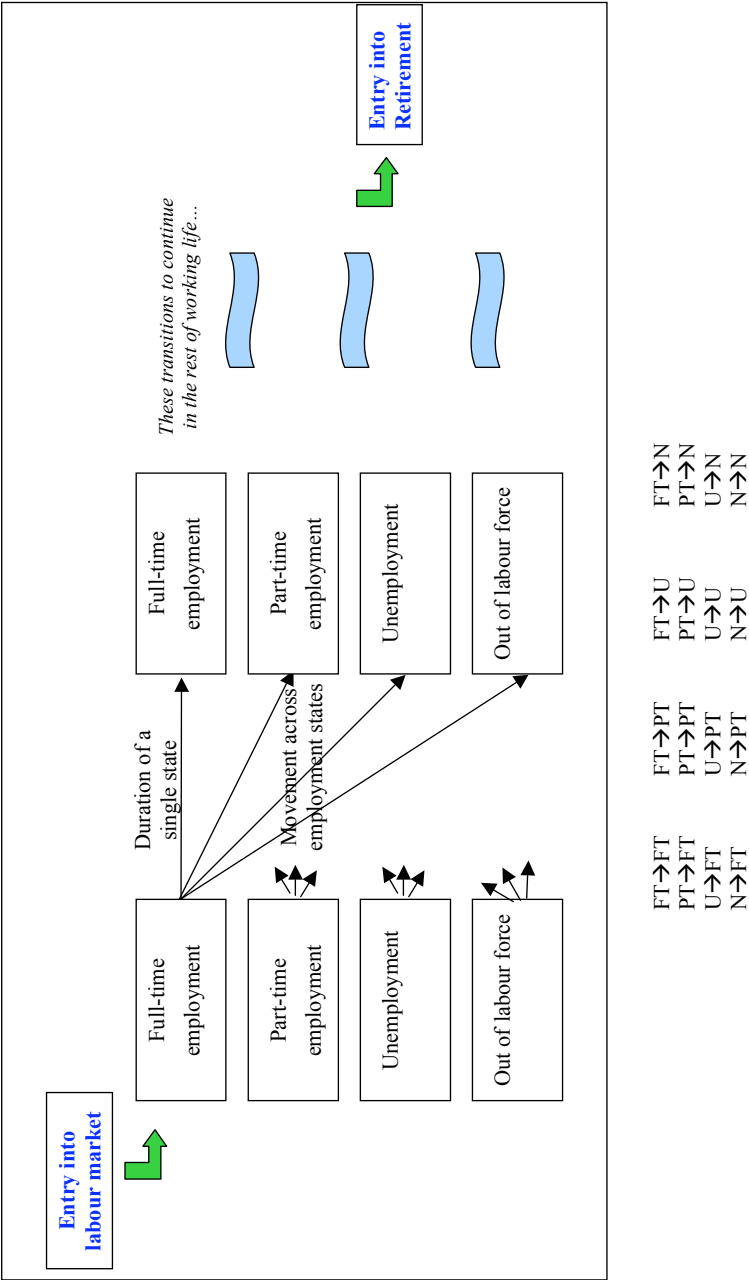 Entry into
labour market
Full-time
employment
Part-time
employment
Unemployment
Out of labour force
Duration of a
single state
Movement across
employment states
Full-time
employment
Part-time
employment
Unemployment
Out of labour force
These transitions to continue
in the rest of working life…
Entry into
Retirement
FT→FT FT→PT FT→U FT→N
PT→FT PT→PT PT→U PT→N
U→FT U→PT U→U U→N
N→FT N→PT N→U N→N